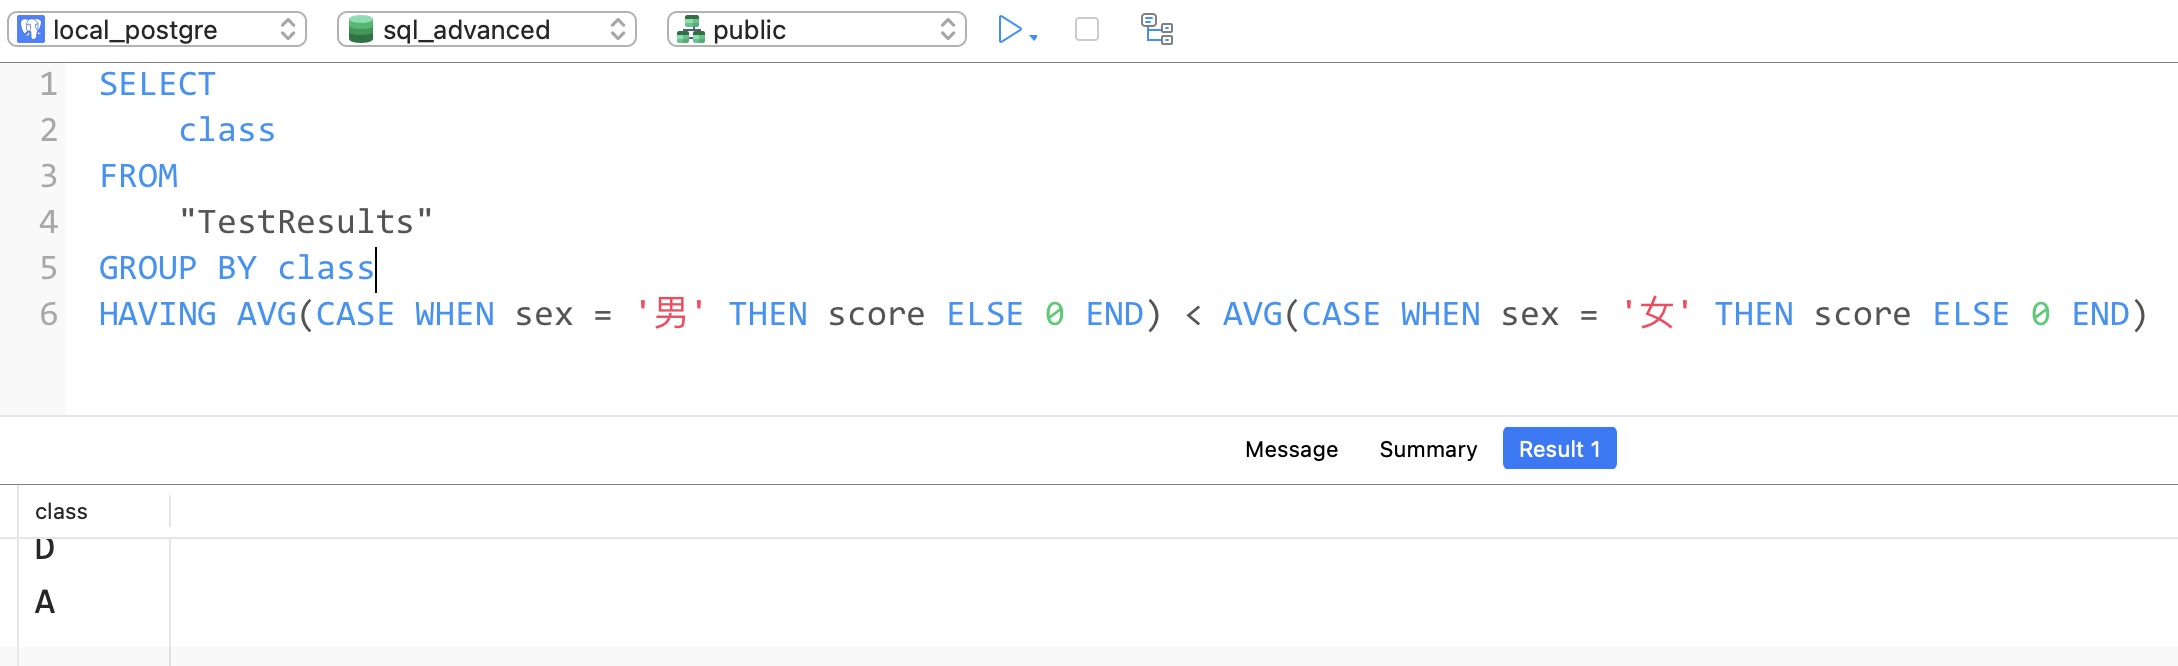 local_postgre sql_advanced public
1 SELECT
2 class
3 FROM
4 "TestResults"
5 GROUP BY class
6 HAVING AVG(CASE WHEN sex = '男' THEN score ELSE 0 END) < AVG(CASE WHEN sex = '女' THEN score ELSE 0 END)
Message Summary Result 1
class
D
A